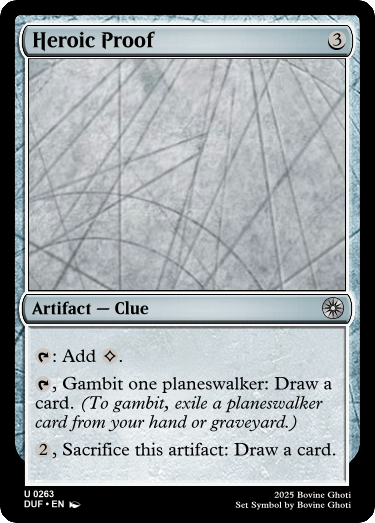 Heroic Proof 3
Artifact — Clue
: Add .
, Gambit one planeswalker: Draw a
card. (To gambit, exile a planeswalker
card from your hand or graveyard.)
2, Sacrifice this artifact: Draw a card.
U 0263
DUF • EN
2025 Bovine Ghoti
Set Symbol by Bovine Ghoti